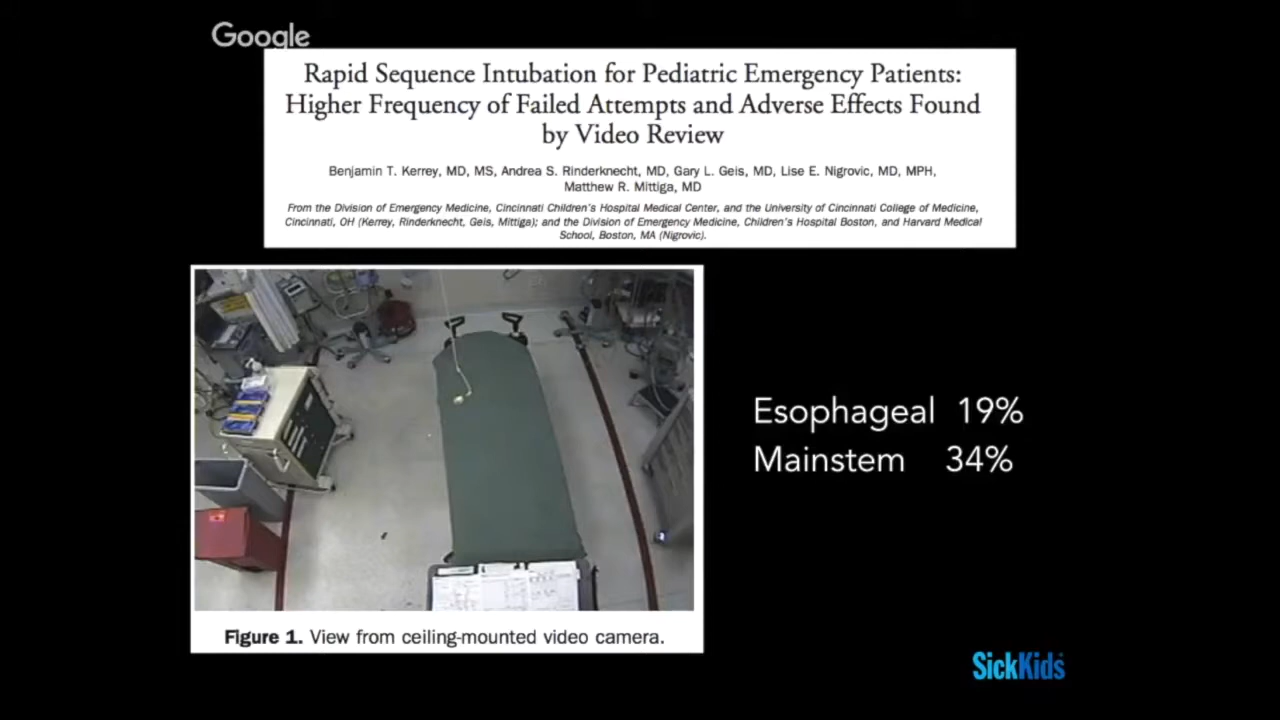 Google
Rapid Sequence Intubation for Pediatric Emergency Patients:
Higher Frequency of Failed Attempts and Adverse Effects Found
by Video Review
Benjamin T. Kerrey, MD, MS, Andrea S. Rinderknecht, MD, Gary L. Geis, MD, Lise E. Nigrovic, MD, MPH,
Matthew R. Mittiga, MD
From the Division of Emergency Medicine, Cincinnati Children's Hospital Medical Center, and the University of Cincinnati College of Medicine,
Cincinnati, OH (Kerrey, Rinderknecht, Geis, Mittiga); and the Division of Emergency Medicine, Children's Hospital Boston, and Harvard Medical
School, Boston, MA (Nigrovic).
Esophageal 19%
Mainstem 34%
Figure 1. View from ceiling-mounted video camera.
SickKids